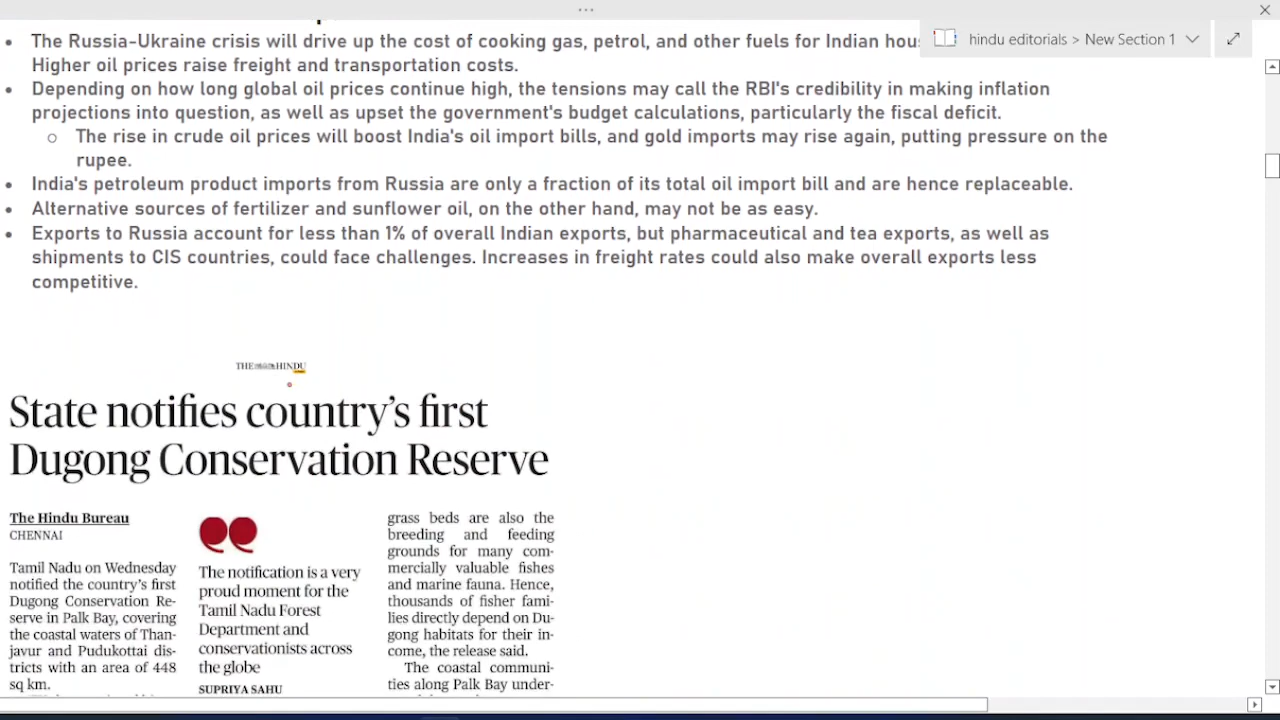 The Russia-Ukraine crisis will drive up the cost of cooking gas, petrol, and other fuels for Indian
hindu editorials > New Section 1
Higher oil prices raise freight and transportation costs.
Depending on how long global oil prices continue high, the tensions may call the RBI's credibility in making inflation
projections into question, as well as upset the government's budget calculations, particularly the fiscal deficit.
The rise in crude oil prices will boost India's oil import bills, and gold imports may rise again, putting pressure on the
rupee.
India's petroleum product imports from Russia are only a fraction of its total oil import bill and are hence replaceable.
Alternative sources of fertilizer and sunflower oil, on the other hand, may not be as easy.
Exports to Russia account for less than 1% of overall Indian exports, but pharmaceutical and tea exports, as well as
shipments to CIS countries, could face challenges. Increases in freight rates could also make overall exports less
competitive.
THE HINDU
State notifies country's first
Dugong Conservation Reserve
The Hindu Bureau
CHENNAI
Tamil Nadu on Wednesday
notified the country's first
Dugong Conservation Re-
serve in Palk Bay, covering
the coastal waters of Than-
javur and Pudukottai dis-
tricts with an area of 448
sq km.
The notification is a very
proud moment for the
Tamil Nadu Forest
Department and
conservationists across
the globe
SUPRIYA SAHU
grass beds are also the
breeding and feeding
grounds for many com-
mercially valuable fishes
and marine fauna. Hence,
thousands of fisher fami-
lies directly depend on Du-
gong habitats for their in-
come, the release said.
The coastal communi-
ties along Palk Bay under-